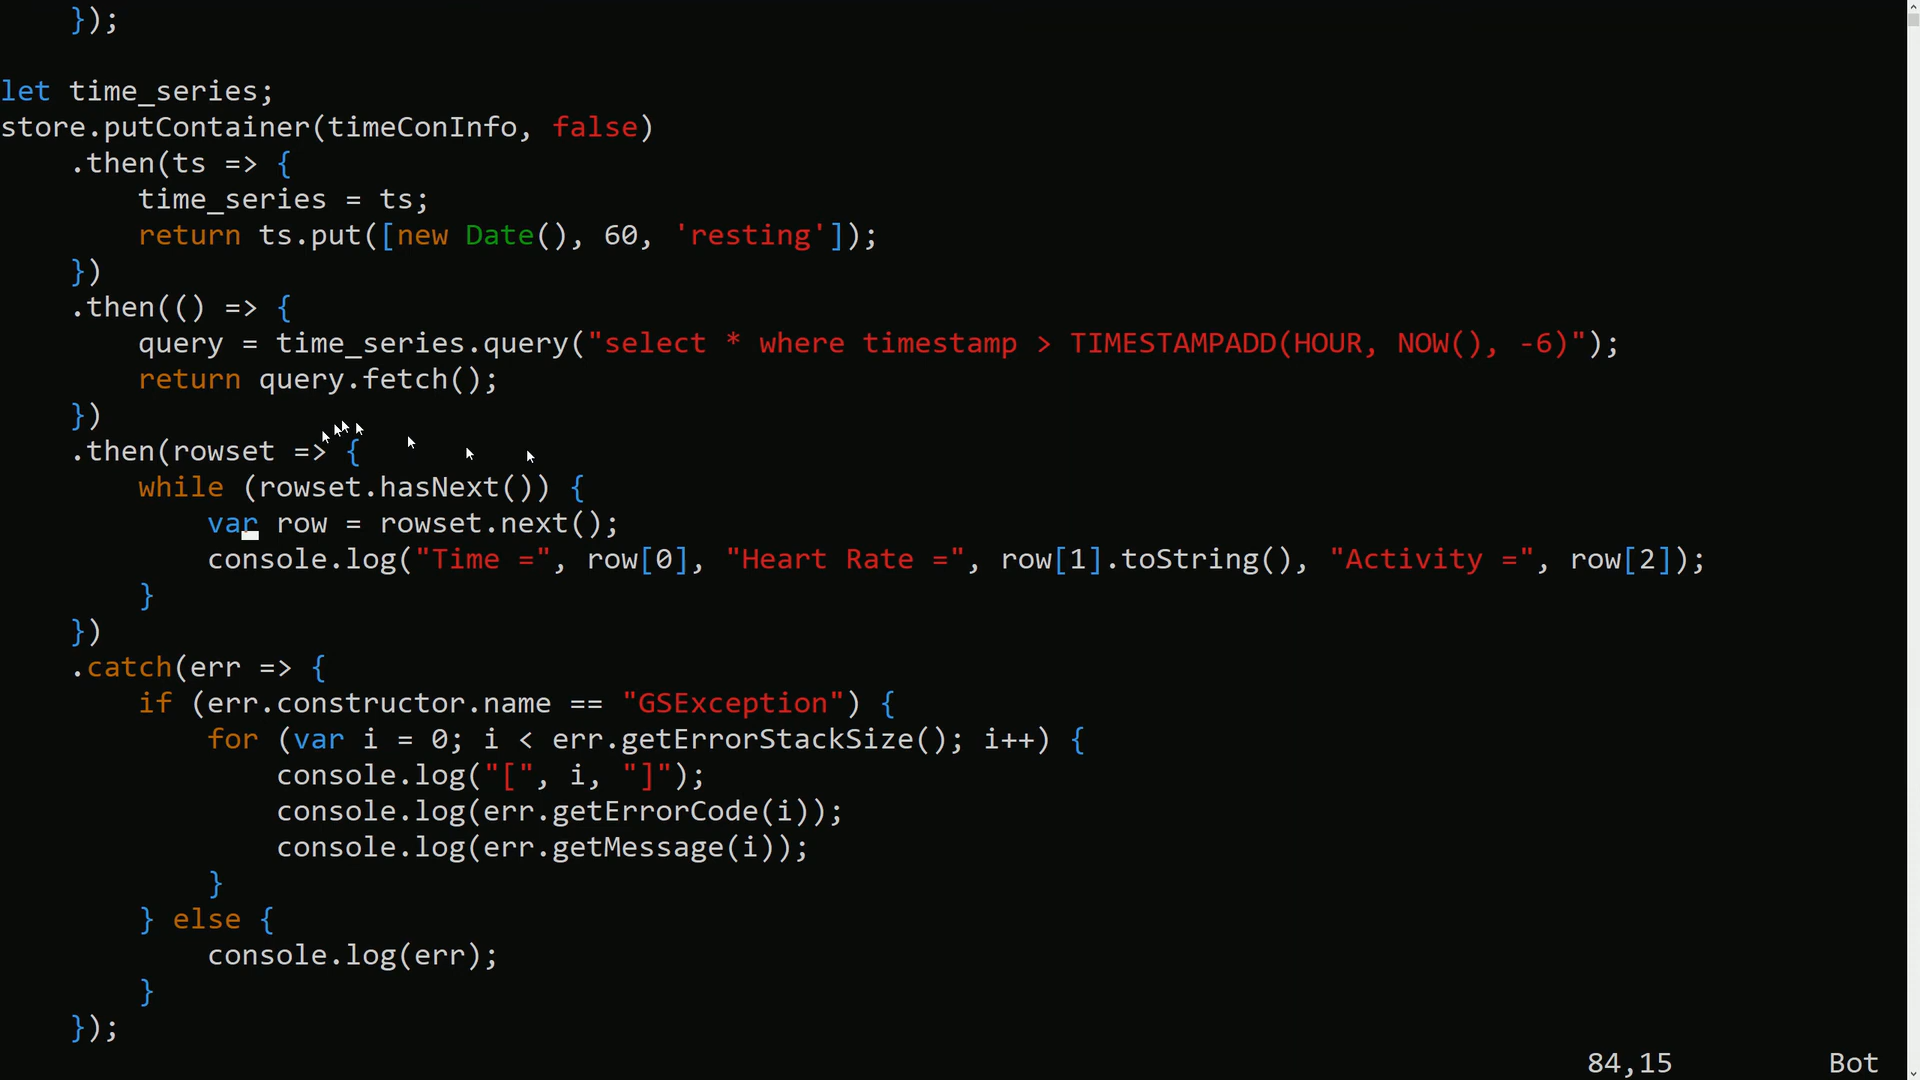 });
let time_series;
store.putContainer(timeConInfo, false)
.then(ts => {
time_series = ts;
return ts.put([new Date(), 60, 'resting']);
})
.then(() => {
query = time_series.query("select * where timestamp > TIMESTAMPADD(HOUR, NOW(), -6)");
return query.fetch();
})
.then(rowset => {
while (rowset.hasNext()) {
var row = rowset.next();
console.log("Time =", row[0], "Heart Rate =", row[1].toString(), "Activity =", row[2]);
}
})
.catch(err => {
if (err.constructor.name == "GSException") {
for (var i = 0; i < err.getErrorStackSize(); i++) {
console.log("[", i, "]");
console.log(err.getErrorCode(i));
console.log(err.getMessage(i));
}
} else {
console.log(err);
}
});
84,15 Bot